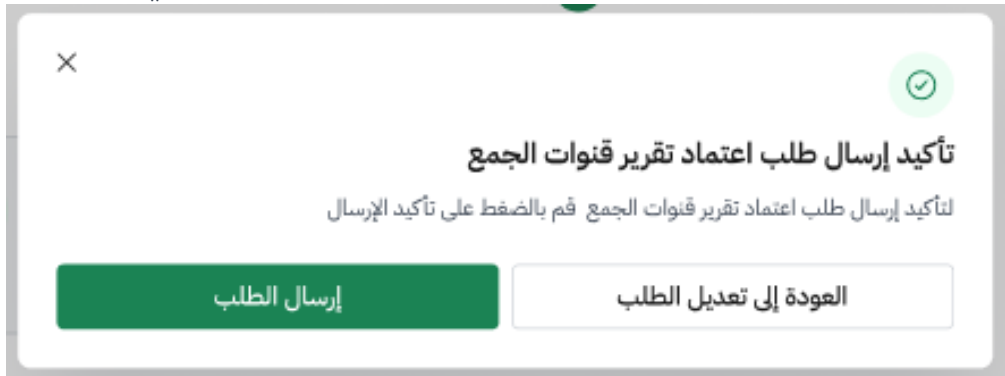 تأكيد إرسال طلب اعتماد تقرير قنوات الجمع
لتأكيد إرسال طلب اعتماد تقرير قنوات الجمع قم بالضغط على تأكيد الإرسال
العودة إلى تعديل الطلب
إرسال الطلب